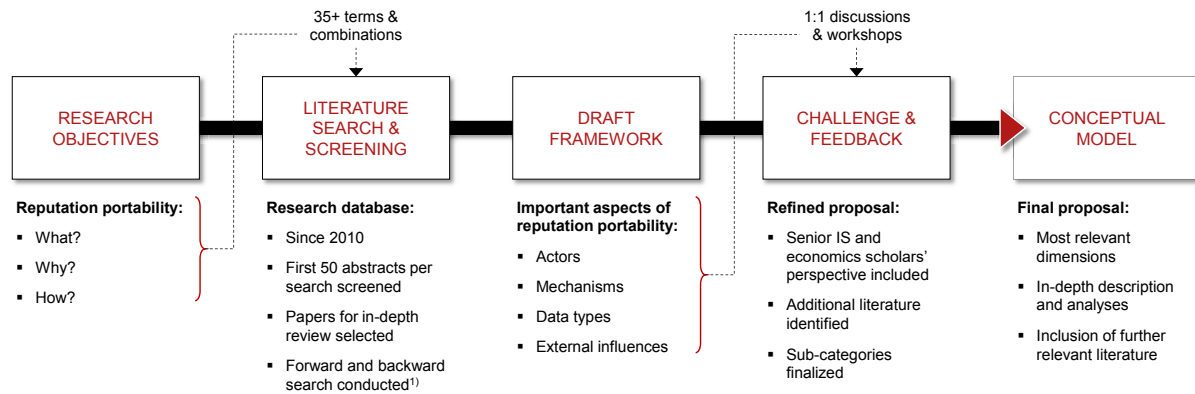 35+ terms &
combinations
1:1 discussions
& workshops
RESEARCH
OBJECTIVES
LITERATURE
SEARCH &
SCREENING
DRAFT
FRAMEWORK
CHALLENGE &
FEEDBACK
CONCEPTUAL
MODEL
Reputation portability:
▪ What?
▪ Why?
▪ How?
Research database:
▪ Since 2010
▪ First 50 abstracts per
search screened
▪ Papers for in-depth
review selected
▪ Forward and backward
search conducted1)
Important aspects of
reputation portability:
▪ Actors
▪ Mechanisms
▪ Data types
▪ External influences
Refined proposal:
▪ Senior IS and
economics scholars'
perspective included
▪ Additional literature
identified
▪ Sub-categories
finalized
Final proposal:
▪ Most relevant
dimensions
▪ In-depth description
and analyses
▪ Inclusion of further
relevant literature